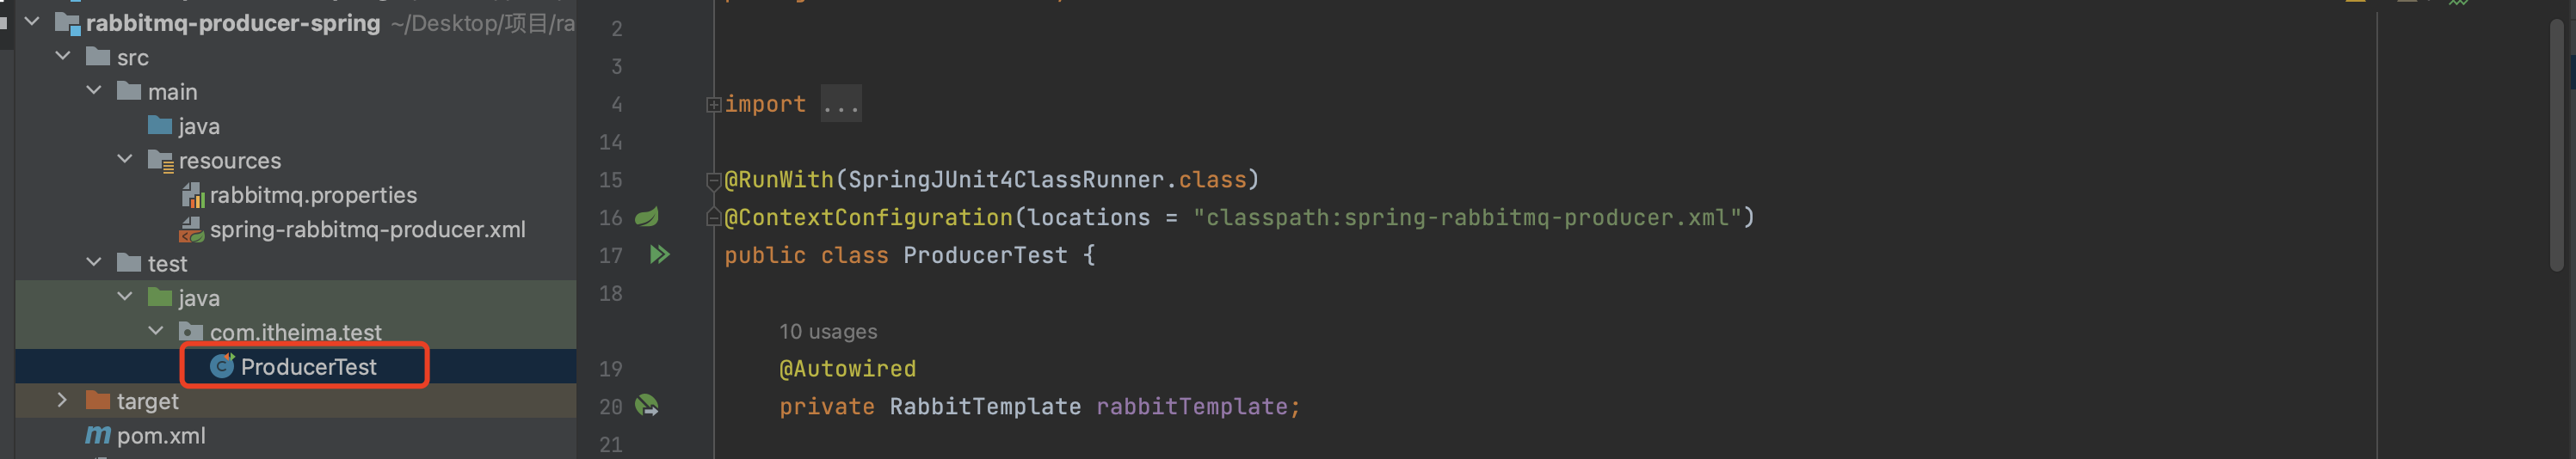 rabbitmq-producer-spring ~/Desktop/项目/ra
src
main
java
resources
rabbitmq.properties
spring-rabbitmq-producer.xml
test
java
com.itheima.test
ProducerTest
target
pom.xml
2
3
4 import ...
14
15 @RunWith(SpringJUnit4ClassRunner.class)
16 @ContextConfiguration(locations = "classpath:spring-rabbitmq-producer.xml")
17 public class ProducerTest {
18
10 usages
19 @Autowired
20 private RabbitTemplate rabbitTemplate;
21